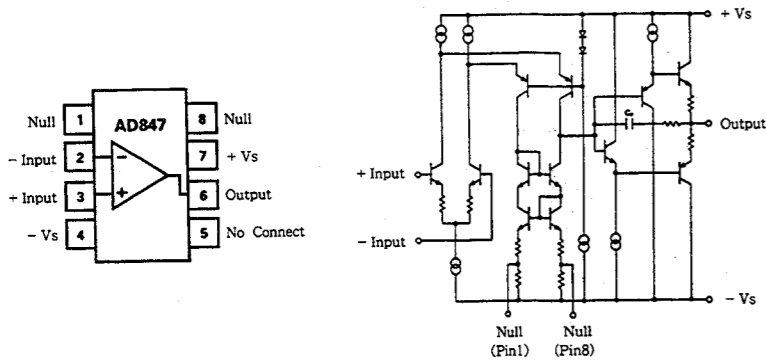 AD847
Null 1
8 Null
- Input 2
7 + Vs
+ Input 3
6 Output
- Vs 4
5 No Connect
- +
+ Vs
Output
+ Input
- Input
- Vs
Null
(Pin1)
Null
(Pin8)